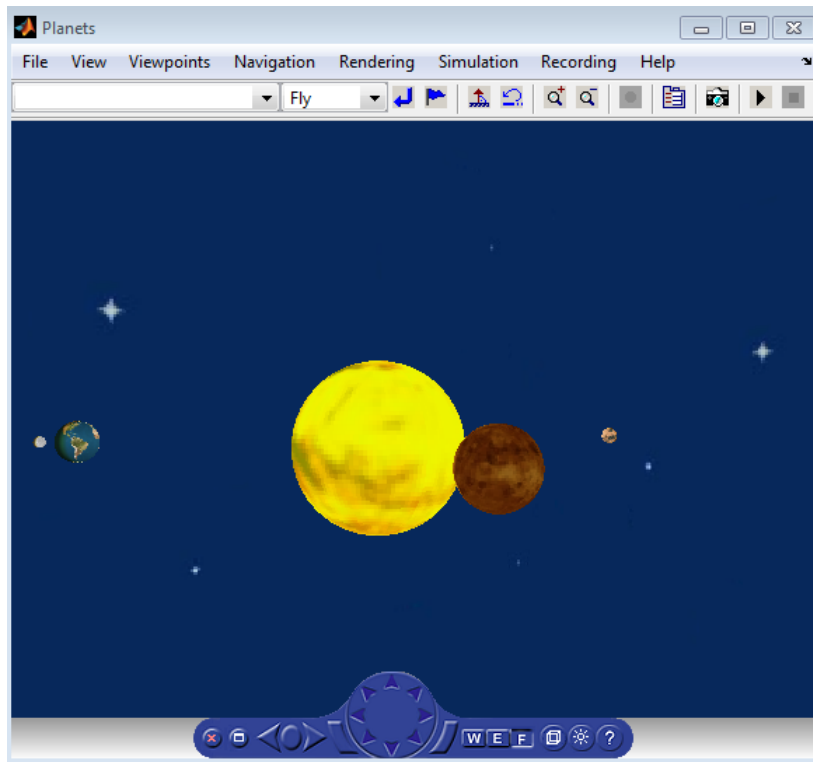 Planets
File View Viewpoints Navigation Rendering Simulation Recording Help
Fly
W E F ?